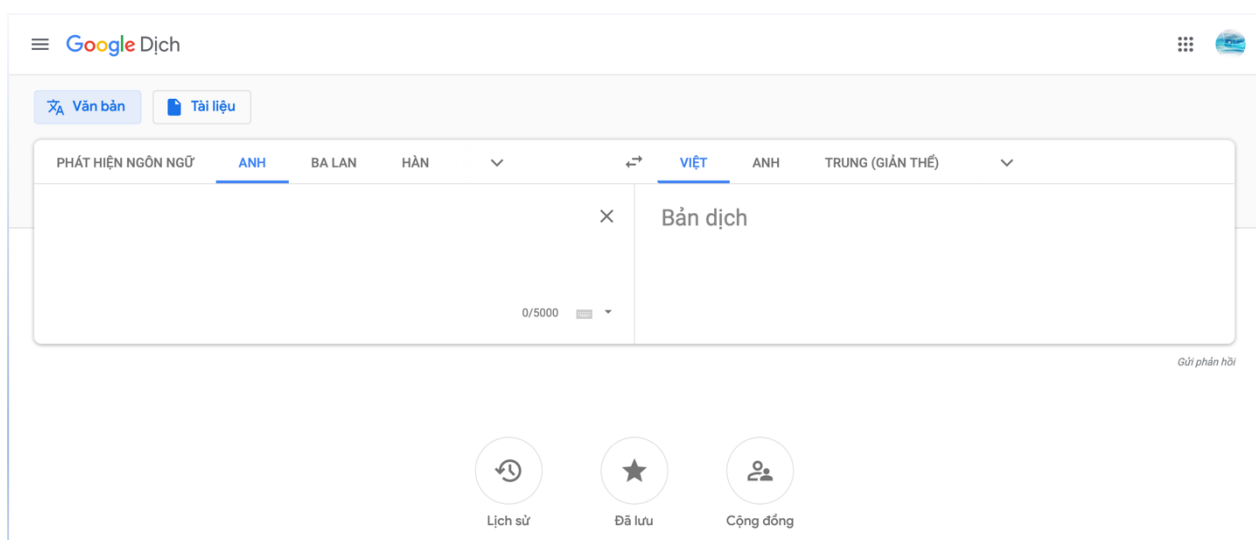 Google Dịch
Văn bản Tài liệu
PHÁT HIỆN NGÔN NGỮ ANH BA LAN HÀN VIỆT ANH TRUNG (GIẢN THỂ)
Bản dịch
0/5000
Gửi phản hồi
Lịch sử Đã lưu Cộng đồng